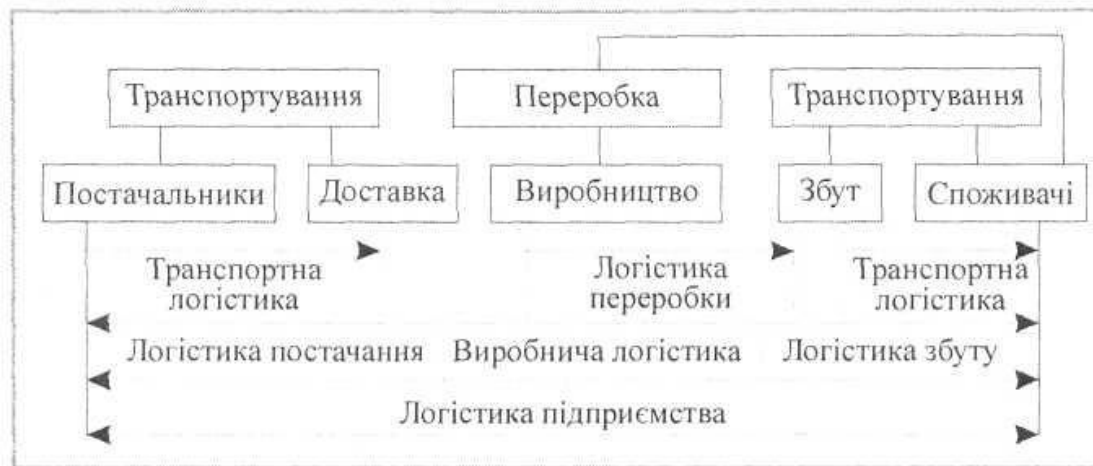 Транспортування
Переробка
Транспортування
Постачальники
Доставка
Виробництво
Збут
Споживачі
Транспортна
логістика
Логістика
переробки
Транспортна
логістика
Логістика постачання
Виробнича логістика
Логістика збуту
Логістика підприємства